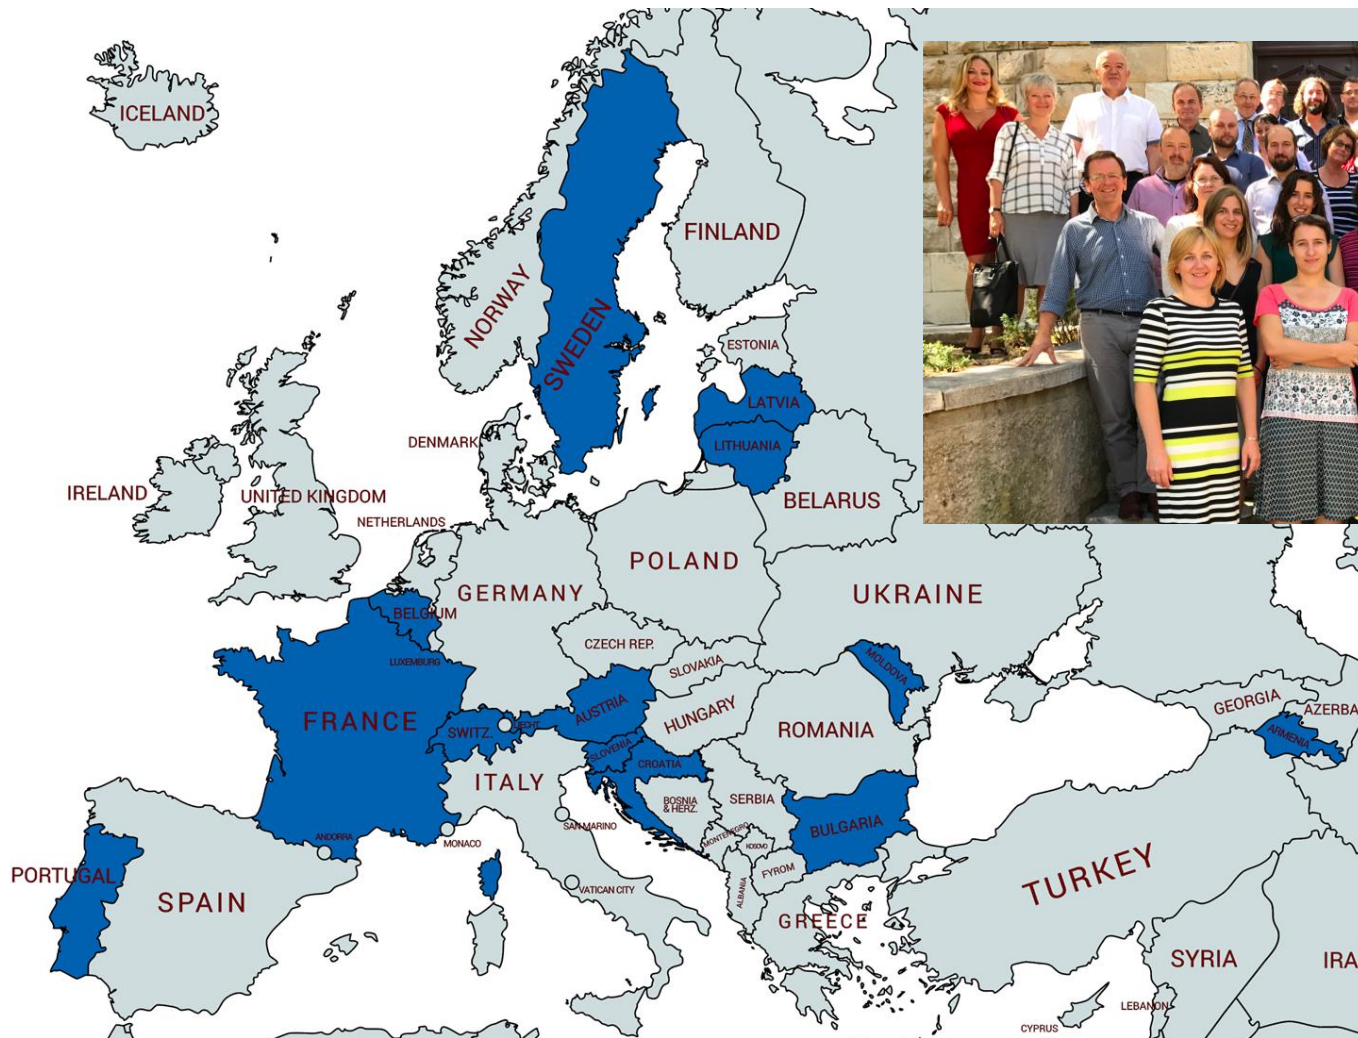 ICELAND
FINLAND
NORWAY
SWEDEN
ESTONIA
LATVIA
DENMARK
LITHUANIA
IRELAND
UNITED KINGDOM
BELARUS
NETHERLANDS
POLAND
GERMANY
UKRAINE
BELGIUM
CZECH REP.
LUXEMBURG
SLOVAKIA
MOLDOVA
GEORGIA
AZERBA
AUSTRIA
HUNGARY
FRANCE
SWITZ.
LIECHT.
ROMANIA
ARMENIA
SLOVENIA
CROATIA
ITALY
BOSNIA
& HERZ.
SERBIA
SAN MARINO
BULGARIA
MONTENEGRO
ANDORRA
MONACO
KOSOVO
PORTUGAL
FYROM
TURKEY
SPAIN
VATICAN CITY
ALBANIA
GREECE
SYRIA
IRA
LEBANON
CYPRUS